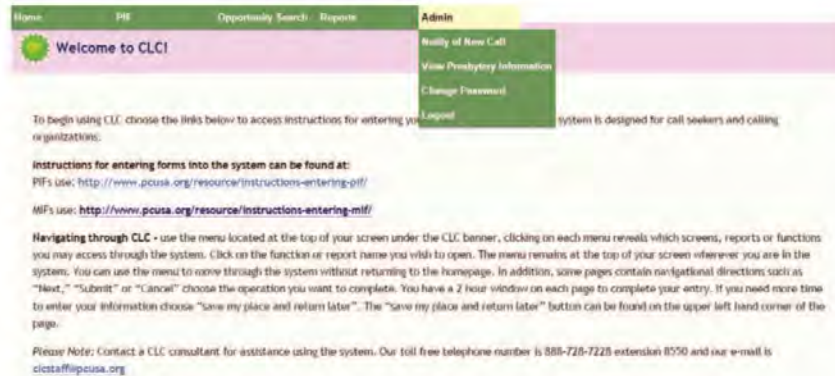 Home PIF Opportunity Search Reports Admin
Notify of New Call
View Presbytery Information
Change Password
Logout
Welcome to CLC!
To begin using CLC choose the links below to access instructions for entering you system is designed for call seekers and calling
organizations.
Instructions for entering forms into the system can be found at:
PIFs use: http://www.pcusa.org/resource/instructions-entering-pif/
MIFs use: http://www.pcusa.org/resource/instructions-entering-mif/
Navigating through CLC - use the menu located at the top of your screen under the CLC banner, clicking on each menu reveals which screens, reports or functions
you may access through the system. Click on the function or report name you wish to open. The menu remains at the top of your screen wherever you are in the
system. You can use the menu to move through the system without returning to the homepage. In addition, some pages contain navigational directions such as
"Next," "Submit" or "Cancel" choose the operation you want to complete. You have a 2 hour window on each page to complete your entry. If you need more time
to enter your information choose "save my place and return later". The "save my place and return later" button can be found on the upper left hand corner of the
page.
Please Note: Contact a CLC consultant for assistance using the system. Our toll free telephone number is 888-728-7228 extension 8550 and our e-mail is
clcstaff@pcusa.org